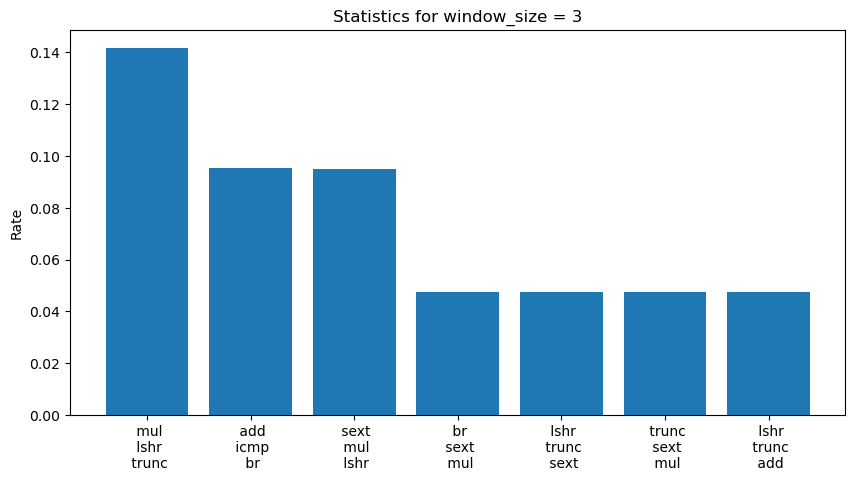 Statistics for window_size = 3
Rate
0.14
0.12
0.10
0.08
0.06
0.04
0.02
0.00
mul
lshr
trunc
add
icmp
br
sext
mul
lshr
br
sext
mul
lshr
trunc
sext
trunc
sext
mul
lshr
trunc
add